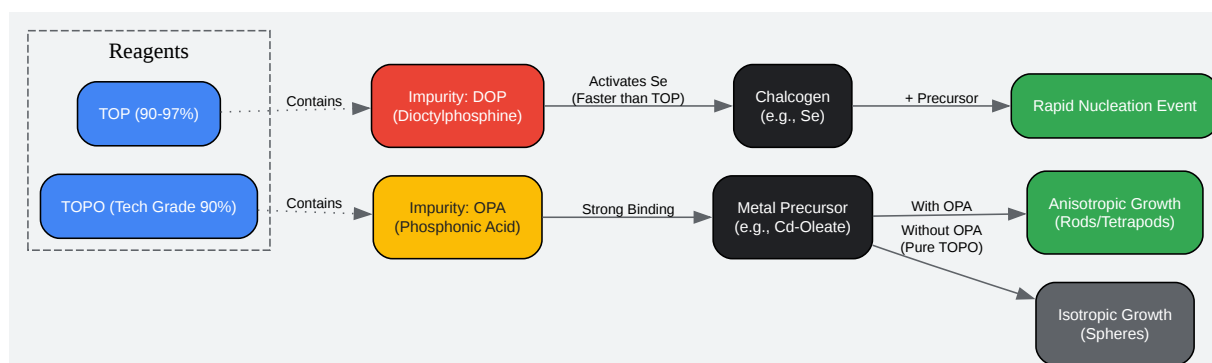 Reagents
TOP (90-97%)
Contains
Impurity: DOP
(Dioctylphosphine)
Activates Se
(Faster than TOP)
Chalcogen
(e.g., Se)
+ Precursor
Rapid Nucleation Event
TOPO (Tech Grade 90%)
Contains
Impurity: OPA
(Phosphonic Acid)
Strong Binding
Metal Precursor
(e.g., Cd-Oleate)
With OPA
Anisotropic Growth
(Rods/Tetrapods)
Without OPA
(Pure TOPO)
Isotropic Growth
(Spheres)